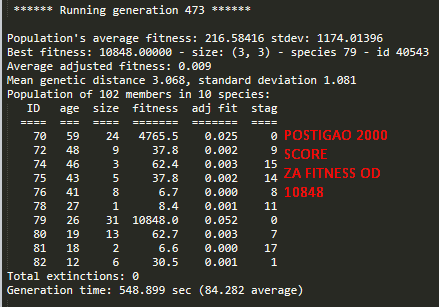 ****** Running generation 473 ******
Population's average fitness: 216.58416 stdev: 1174.01396
Best fitness: 10848.00000 - size: (3, 3) - species 79 - id 40543
Average adjusted fitness: 0.009
Mean genetic distance 3.068, standard deviation 1.081
Population of 102 members in 10 species:
ID age size fitness adj fit stag
==== === ==== ======= ======= ====
70 59 24 4765.5 0.025 0
72 48 9 37.8 0.002 9
74 46 3 62.4 0.003 15
75 43 5 37.8 0.002 14
76 41 8 6.7 0.000 8
78 27 1 8.4 0.001 11
79 26 31 10848.0 0.052 0
80 19 13 62.7 0.003 7
81 18 2 6.6 0.000 17
82 12 6 30.5 0.001 1
Total extinctions: 0
Generation time: 548.899 sec (84.282 average)
POSTIGAO 2000
SCORE
ZA FITNESS OD
10848